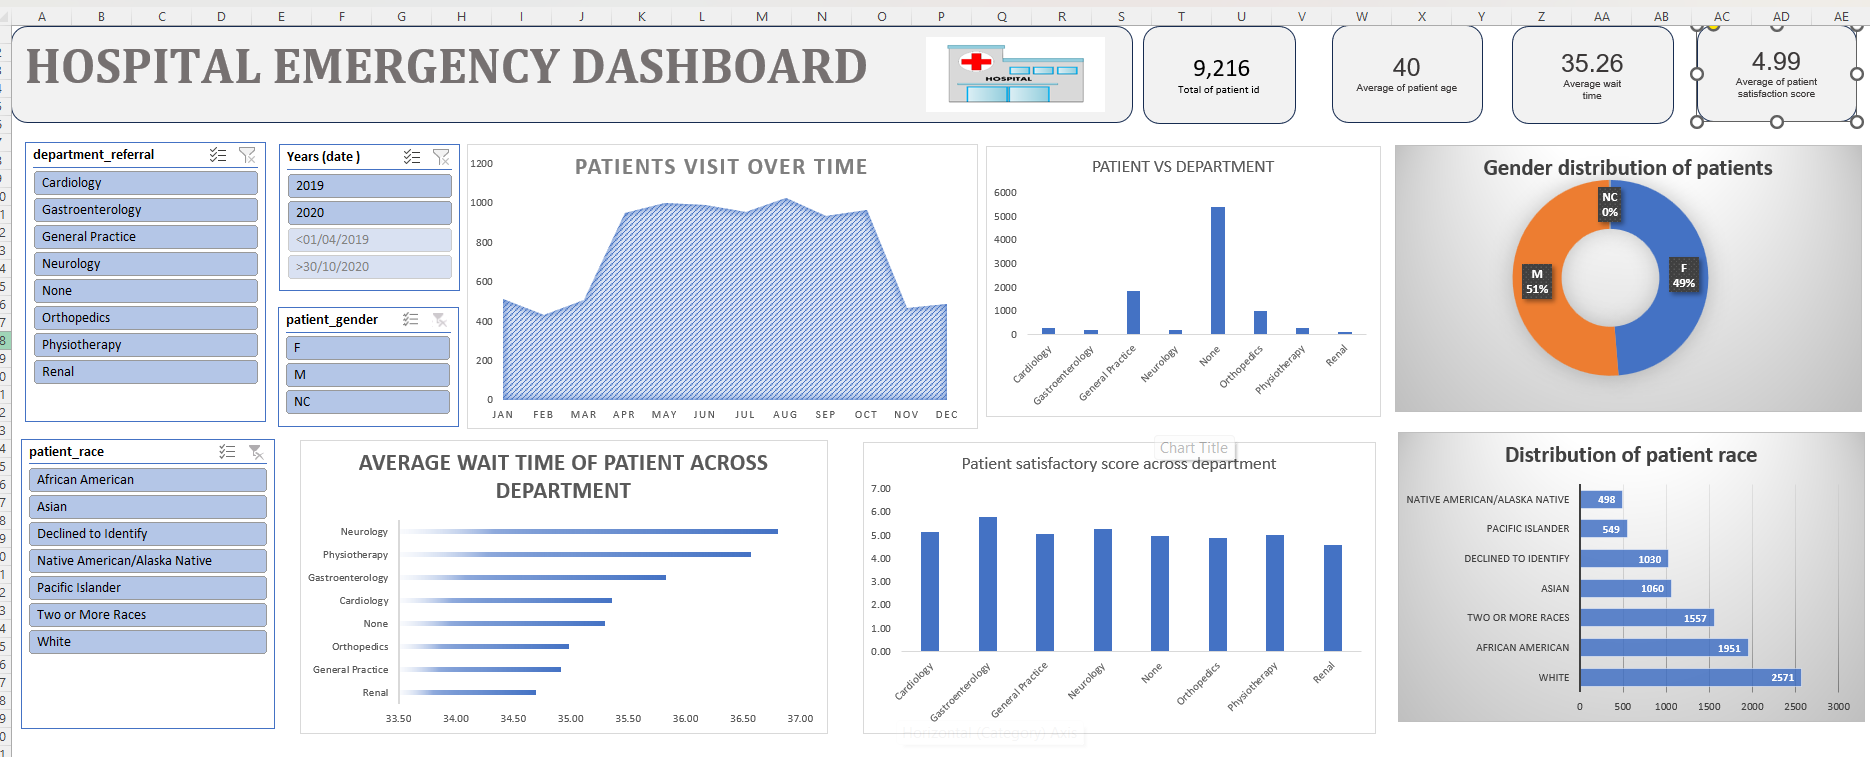 A B C D E F G H I J K L M N O P Q R S T U V W X Y Z AA AB AC AD AE
HOSPITAL EMERGENCY DASHBOARD
HOSPITAL
9,216
Total of patient id
40
Average of patient age
35.26
Average wait
time
4.99
Average of patient
satisfaction score
department_referral
Cardiology
Gastroenterology
General Practice
Neurology
None
Orthopedics
Physiotherapy
Renal
Years (date )
2019
2020
<01/04/2019
>30/10/2020
patient_gender
F
M
NC
PATIENTS VISIT OVER TIME
1200
1000
800
600
400
200
0
JAN FEB MAR APR MAY JUN JUL AUG SEP OCT NOV DEC
PATIENT VS DEPARTMENT
6000
5000
4000
3000
2000
1000
0
Cardiology
Gastroenterology
General Practice
Neurology
None
Orthopedics
Physiotherapy
Renal
Gender distribution of patients
NC
0%
M
51%
F
49%
patient_race
African American
Asian
Declined to Identify
Native American/Alaska Native
Pacific Islander
Two or More Races
White
AVERAGE WAIT TIME OF PATIENT ACROSS
DEPARTMENT
Neurology
Physiotherapy
Gastroenterology
Cardiology
None
Orthopedics
General Practice
Renal
33.50 34.00 34.50 35.00 35.50 36.00 36.50 37.00
Chart Title
Patient satisfactory score across department
7.00
6.00
5.00
4.00
3.00
2.00
1.00
0.00
Cardiology
Gastroenterology
General Practice
Neurology
None
Orthopedics
Physiotherapy
Renal
Horizontal (Category) Axis
Distribution of patient race
NATIVE AMERICAN/ALASKA NATIVE 498
PACIFIC ISLANDER 549
DECLINED TO IDENTIFY 1030
ASIAN 1060
TWO OR MORE RACES 1557
AFRICAN AMERICAN 1951
WHITE 2571
0 500 1000 1500 2000 2500 3000